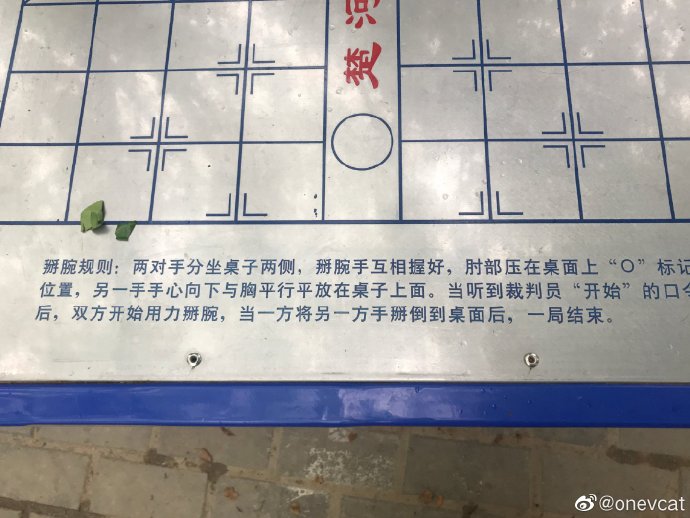 楚河
掰腕规则：两对手分坐桌子两侧，掰腕手互相握好，肘部压在桌面上“O”标记
位置，另一手手心向下与胸平行平放在桌子上面。当听到裁判员“开始”的口令
后，双方开始用力掰腕，当一方将另一方手掰倒到桌面后，一局结束。
@onevcat